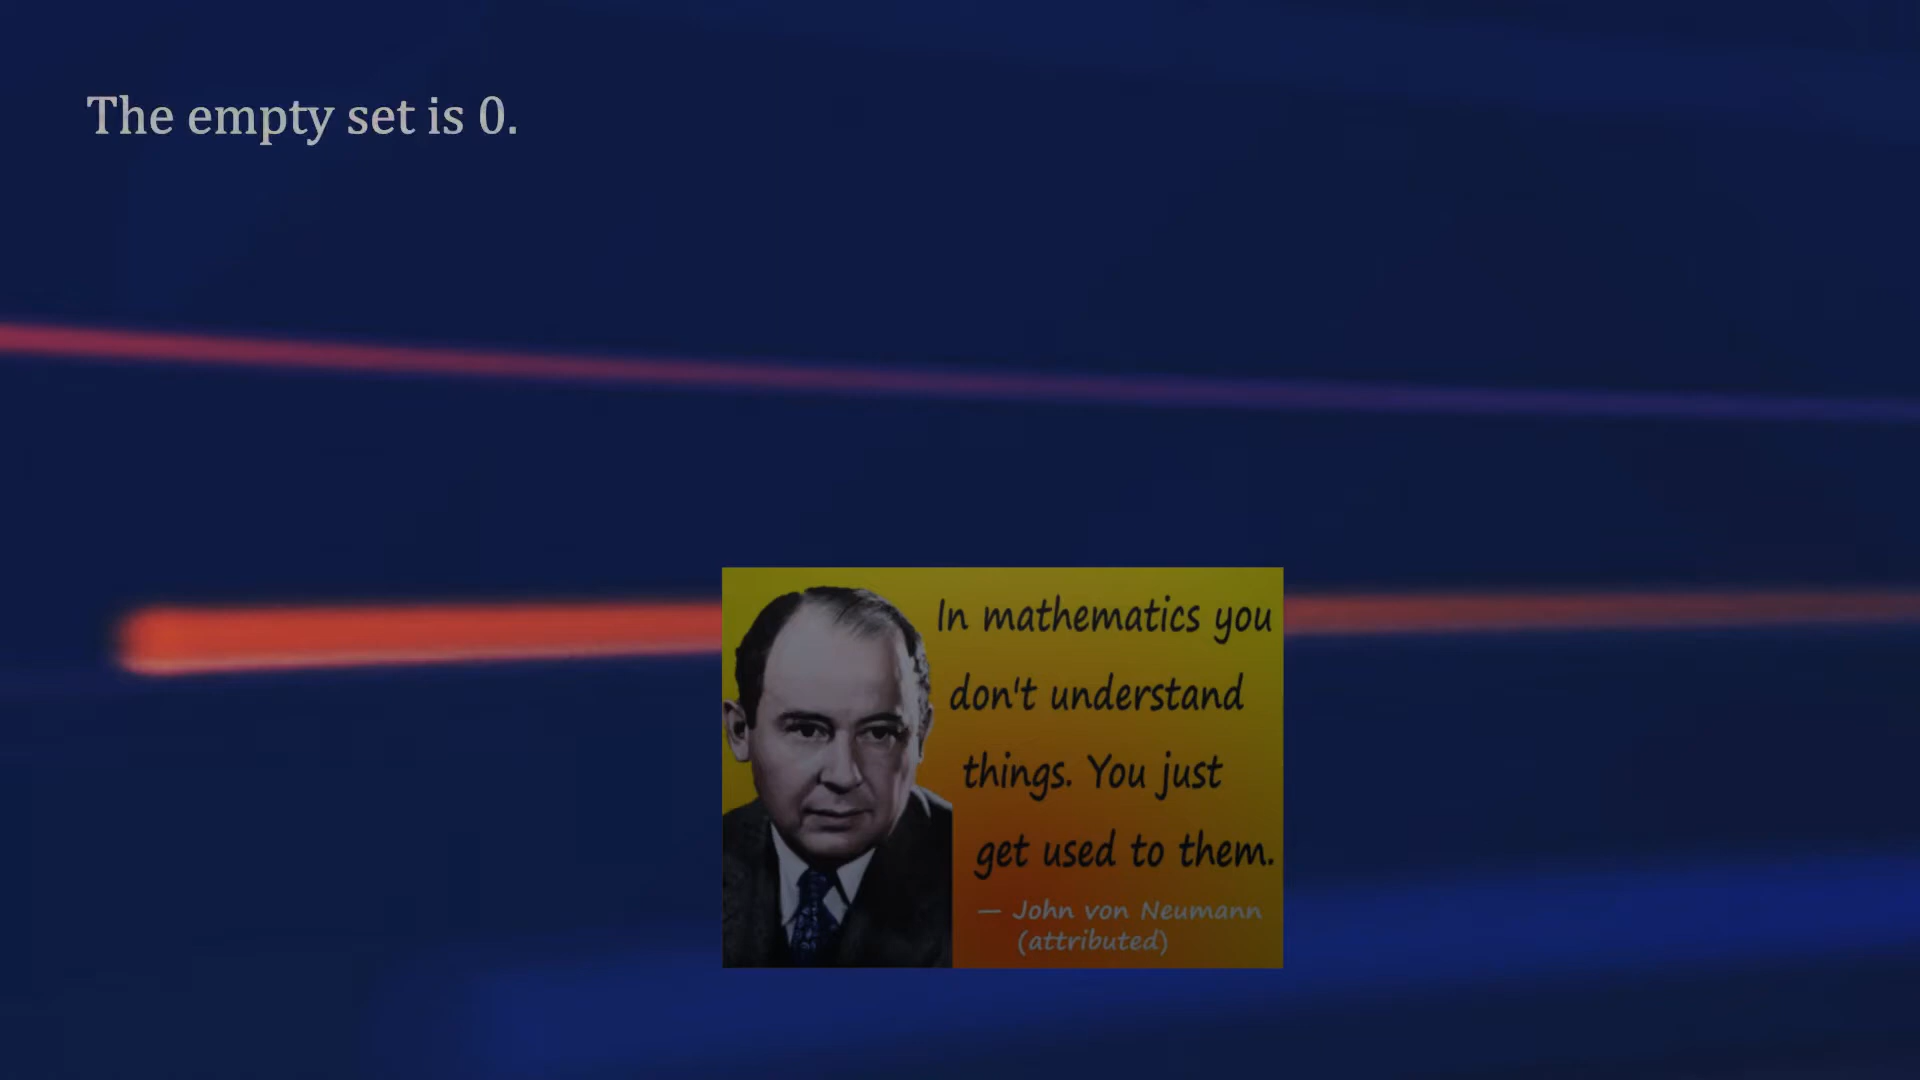 The empty set is 0.
In mathematics you
don't understand
things. You just
get used to them.
— John von Neumann
(attributed)